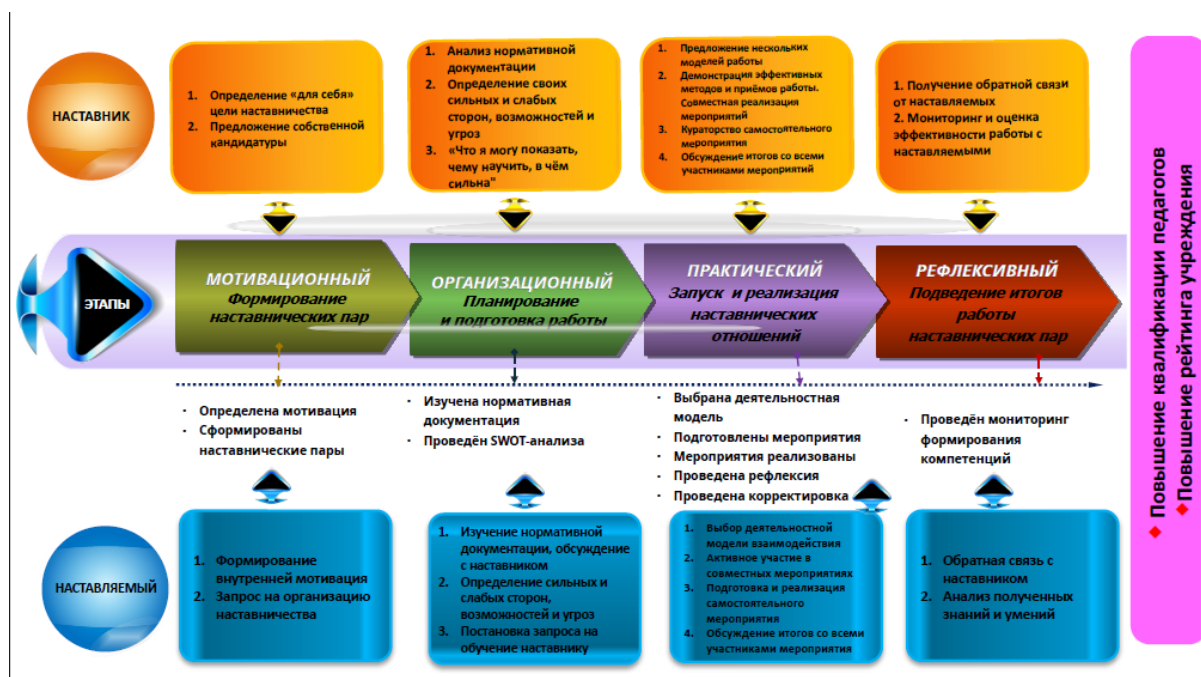 НАСТАВНИК
1. Определение «для себя»
цели наставничества
2. Предложение собственной
кандидатуры
1. Анализ нормативной
документации
2. Определение своих
сильных и слабых
сторон, возможностей и
угроз
3. «Что я могу показать,
чему научить, в чём
сильна"
1. Предложение нескольких
моделей работы
2. Демонстрация эффективных
методов и приёмов работы.
Совместная реализация
мероприятий
3. Кураторство самостоятельного
мероприятия
4. Обсуждение итогов со всеми
участниками мероприятий
1. Получение обратной связи
от наставляемых
2. Мониторинг и оценка
эффективности работы с
наставляемыми
ЭТАПЫ
МОТИВАЦИОННЫЙ
Формирование
наставнических пар
ОРГАНИЗАЦИОННЫЙ
Планирование
и подготовка работы
ПРАКТИЧЕСКИЙ
Запуск и реализация
наставнических
отношений
РЕФЛЕКСИВНЫЙ
Подведение итогов
работы
наставнических пар
• Определена мотивация
• Сформированы
наставнические пары
• Изучена нормативная
документация
• Проведён SWOT-анализа
• Выбрана деятельностная
модель
• Подготовлены мероприятия
• Мероприятия реализованы
• Проведена рефлексия
• Проведена корректировка
• Проведён мониторинг
формирования
компетенций
НАСТАВЛЯЕМЫЙ
1. Формирование
внутренней мотивация
2. Запрос на организацию
наставничества
1. Изучение нормативной
документации, обсуждение
с наставником
2. Определение сильных и
слабых сторон,
возможностей и угроз
3. Постановка запроса на
обучение наставнику
1. Выбор деятельностной
модели взаимодействия
2. Активное участие в
совместных мероприятиях
3. Подготовка и реализация
самостоятельного
мероприятия
4. Обсуждение итогов со всеми
участниками мероприятия
1. Обратная связь с
наставником
2. Анализ полученных
знаний и умений
Повышение квалификации педагогов
Повышение рейтинга учреждения